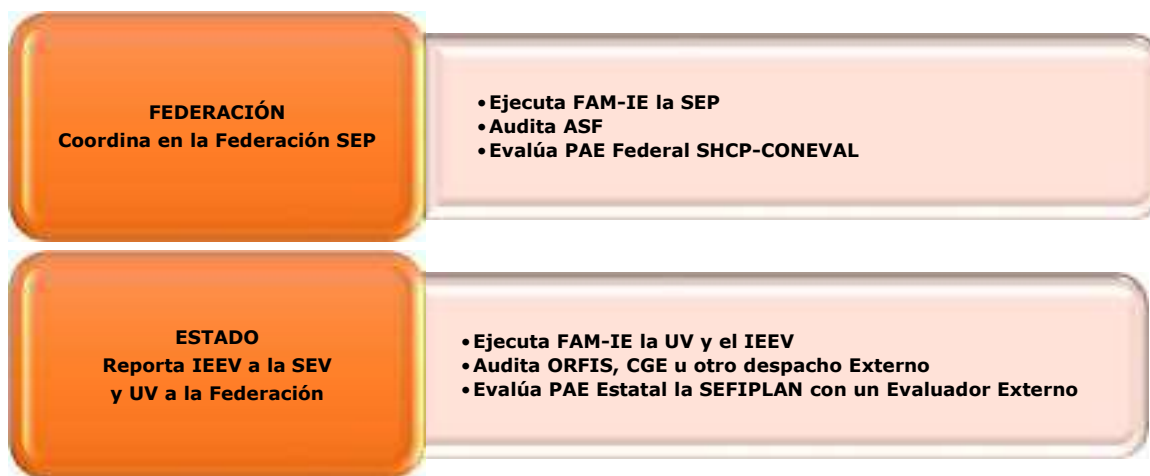 FEDERACIÓN
Coordina en la Federación SEP
•Ejecuta FAM-IE la SEP
•Audita ASF
•Evalúa PAE Federal SHCP-CONEVAL
ESTADO
Reporta IEEV a la SEV
y UV a la Federación
•Ejecuta FAM-IE la UV y el IEEV
•Audita ORFIS, CGE u otro despacho Externo
•Evalúa PAE Estatal la SEFIPLAN con un Evaluador Externo